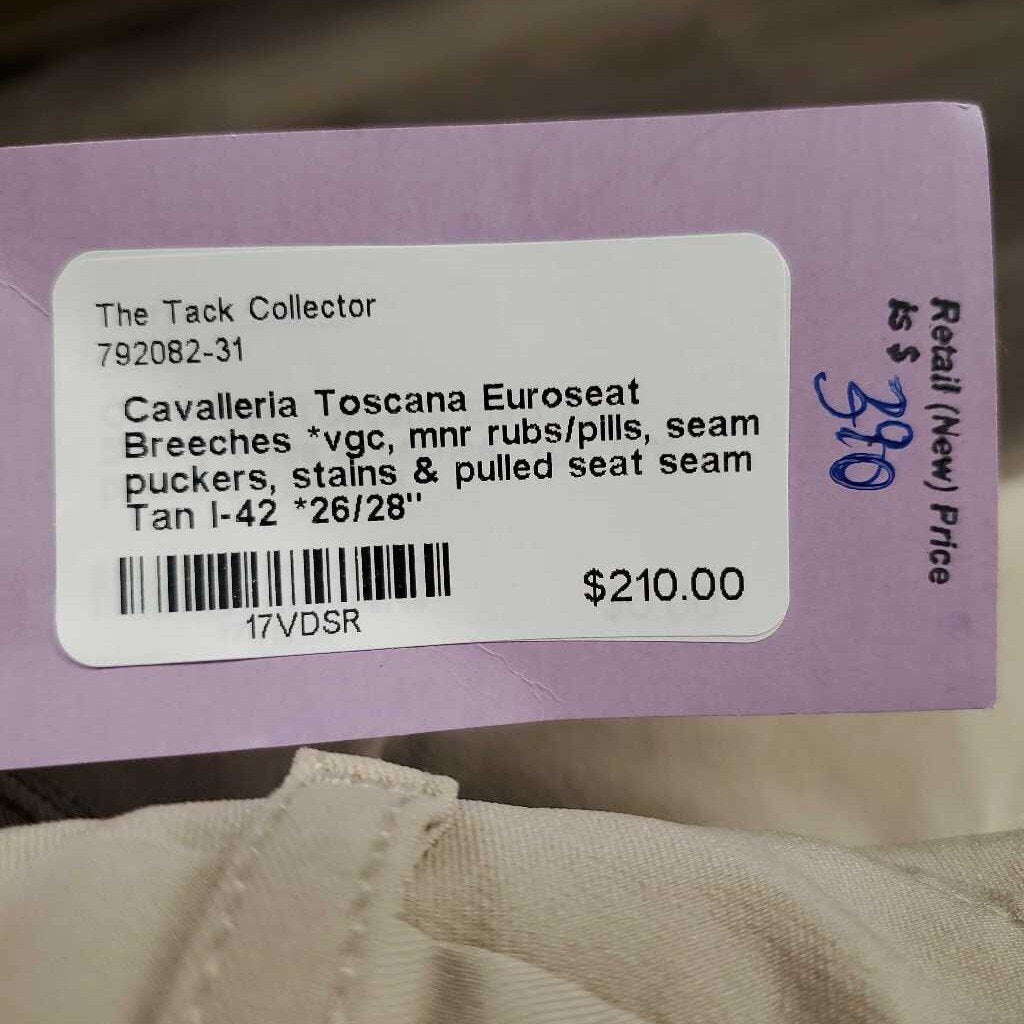 The Tack Collector
792082-31
Cavalleria Toscana Euroseat
Breeches *vgc, mnr rubs/pills, seam
puckers, stains & pulled seat seam
Tan I-42 *26/28"
17VDSR
$210.00
Retail (New) Price
is $ 390